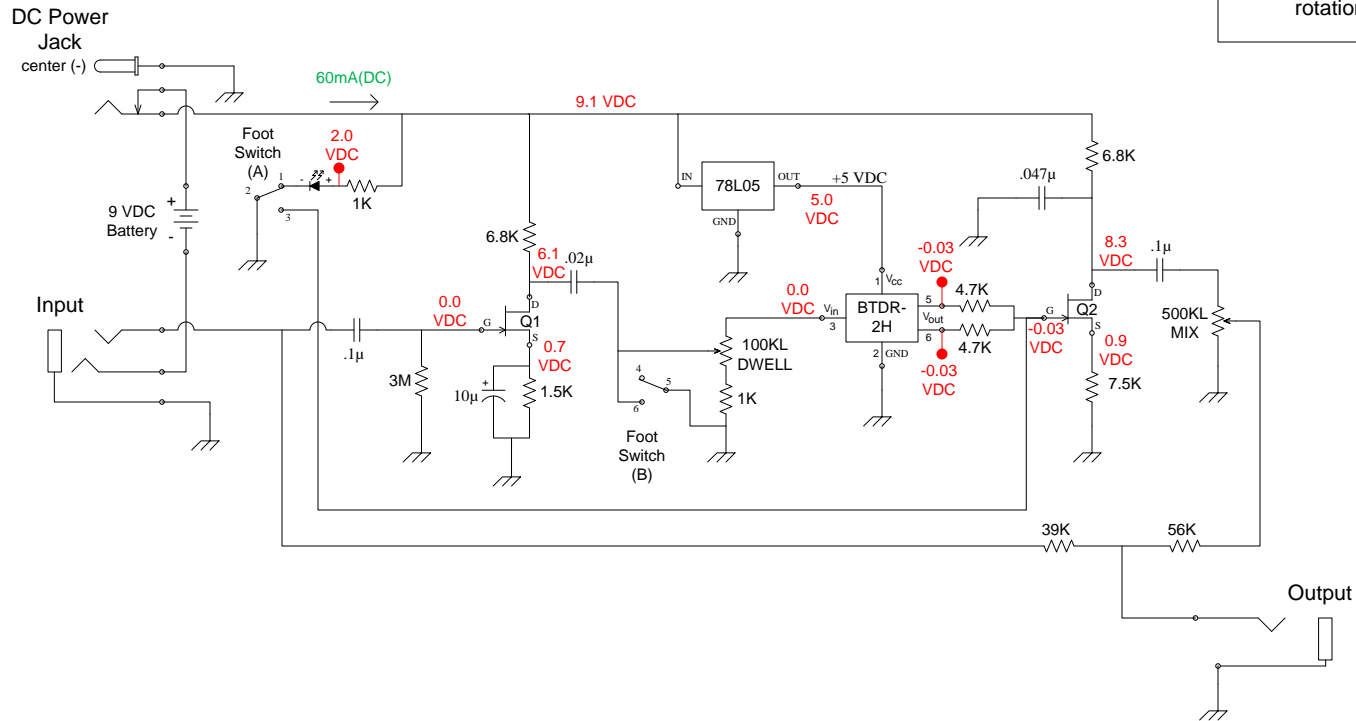 rotation
DC Power
Jack
center (-)
60mA(DC)
9.1 VDC
Foot
Switch
(A)
2.0
VDC
1
2
3
- +
1K
6.8K
.047µ
IN
78L05
OUT
GND
+5 VDC
5.0
VDC
+
9 VDC
Battery
-
6.8K
6.1
VDC
.02µ
-0.03
VDC
8.3
VDC
.1µ
1
Vcc
Input
0.0
VDC
G
D
Q1
S
0.7
VDC
.1µ
3M
+
10µ
1.5K
0.0
VDC
Vin
3
BTDR-
2H
5
Vout
6
2
GND
4.7K
4.7K
-0.03
VDC
-0.03
VDC
G
D
Q2
S
0.9
VDC
7.5K
500KL
MIX
100KL
DWELL
1K
4
5
6
Foot
Switch
(B)
39K
56K
Output